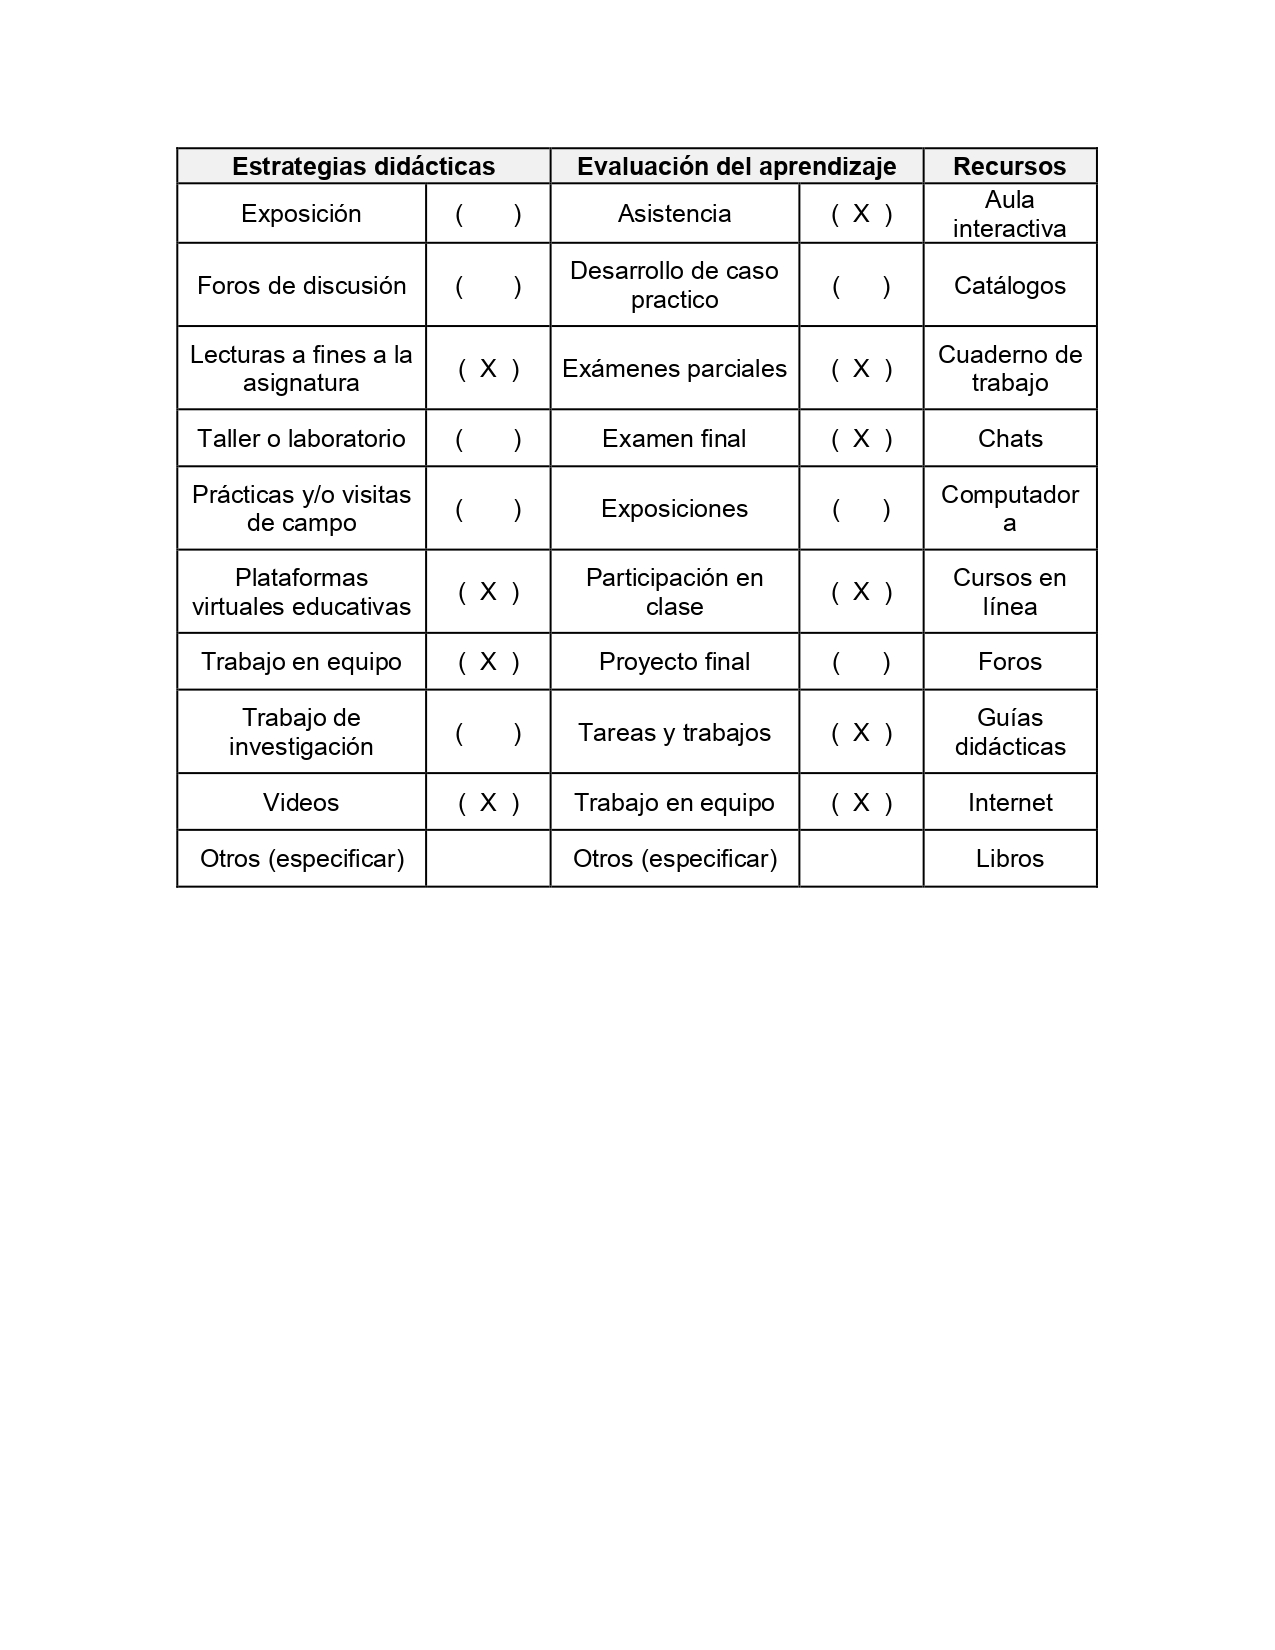 Estrategias didácticas Evaluación del aprendizaje Recursos
Exposición ( ) Asistencia ( X ) Aula
interactiva
Foros de discusión ( ) Desarrollo de caso
practico ( ) Catálogos
Lecturas a fines a la
asignatura ( X ) Exámenes parciales ( X ) Cuaderno de
trabajo
Taller o laboratorio ( ) Examen final ( X ) Chats
Prácticas y/o visitas
de campo ( ) Exposiciones ( ) Computador
a
Plataformas
virtuales educativas ( X ) Participación en
clase ( X ) Cursos en
línea
Trabajo en equipo ( X ) Proyecto final ( ) Foros
Trabajo de
investigación ( ) Tareas y trabajos ( X ) Guías
didácticas
Videos ( X ) Trabajo en equipo ( X ) Internet
Otros (especificar) Otros (especificar) Libros